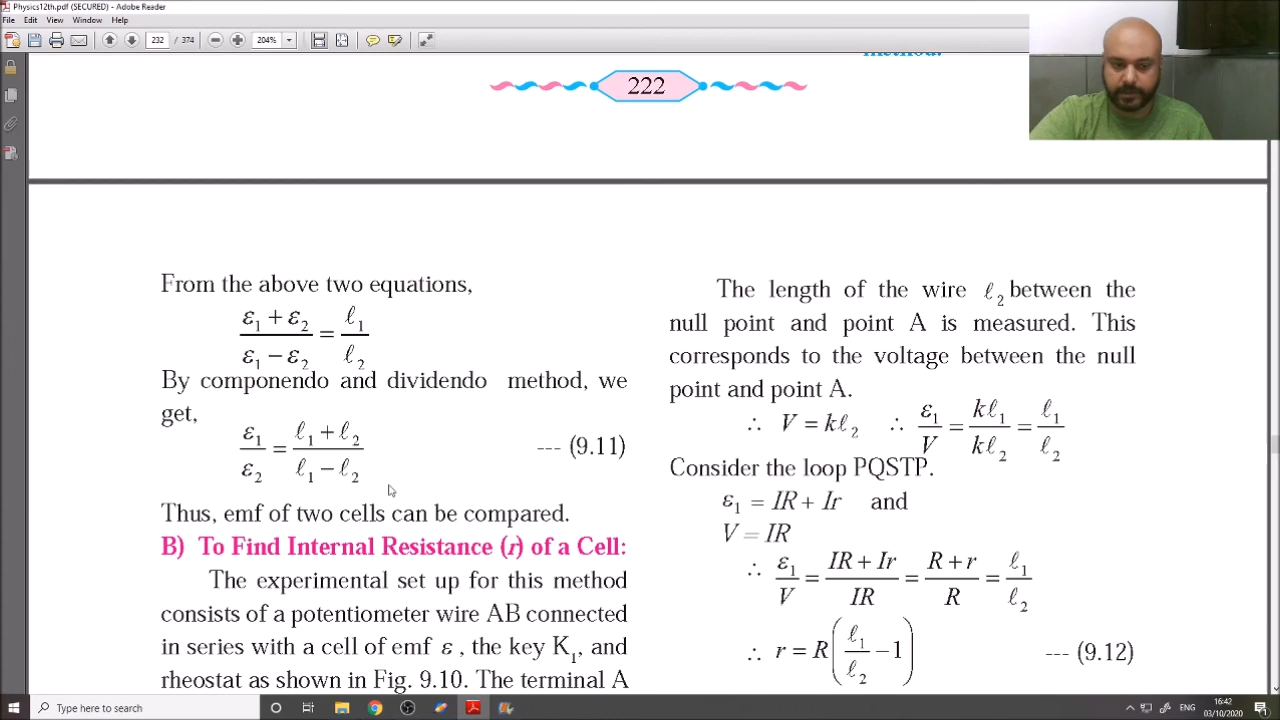 Physics12th.pdf (SECURED) - Adobe Reader
File Edit View Window Help
232 / 374 204%
method.
222
From the above two equations,
(ε₁ + ε₂)/(ε₁ − ε₂) = ℓ₁/ℓ₂
By componendo and dividendo method, we
get,
ε₁/ε₂ = (ℓ₁ + ℓ₂)/(ℓ₁ − ℓ₂) --- (9.11)
Thus, emf of two cells can be compared.
B) To Find Internal Resistance (r) of a Cell:
The experimental set up for this method
consists of a potentiometer wire AB connected
in series with a cell of emf ε , the key K₁, and
rheostat as shown in Fig. 9.10. The terminal A
The length of the wire ℓ₂ between the
null point and point A is measured. This
corresponds to the voltage between the null
point and point A.
∴ V = kℓ₂ ∴ ε₁/V = kℓ₁/kℓ₂ = ℓ₁/ℓ₂
Consider the loop PQSTP.
ε₁ = IR + Ir and
V = IR
∴ ε₁/V = (IR + Ir)/IR = (R + r)/R = ℓ₁/ℓ₂
∴ r = R(ℓ₁/ℓ₂ − 1) --- (9.12)
Type here to search
ENG
16:42
03/10/2020